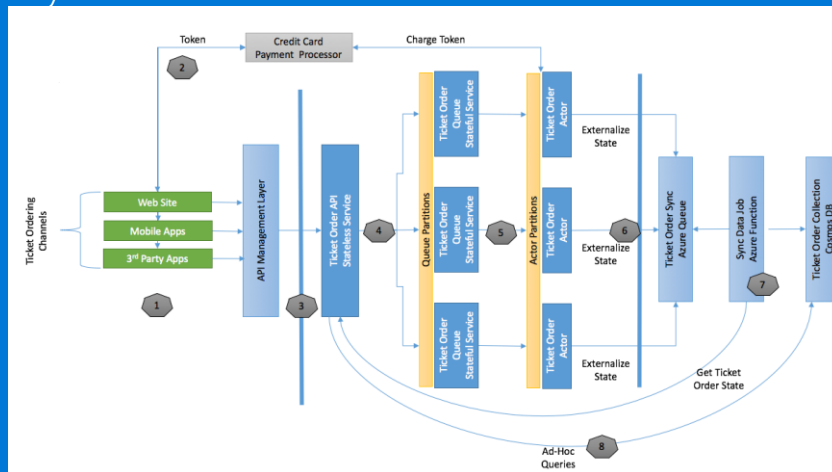 Token
Credit Card
Payment Processor
Charge Token
2
Ticket Ordering
Channels
Web Site
Mobile Apps
3rd Party Apps
1
API Management Layer
3
Ticket Order API
Stateless Service
4
Queue Partitions
Ticket Order
Queue
Stateful Service
Ticket Order
Queue
Stateful Service
Ticket Order
Queue
Stateful Service
5
Actor Partitions
Ticket Order
Actor
Ticket Order
Actor
Ticket Order
Actor
Externalize
State
6
Externalize
State
Externalize
State
Ticket Order Sync
Azure Queue
Sync Data Job
Azure Function
7
Ticket Order Collection
Cosmos DB
Get Ticket
Order State
8
Ad-Hoc
Queries